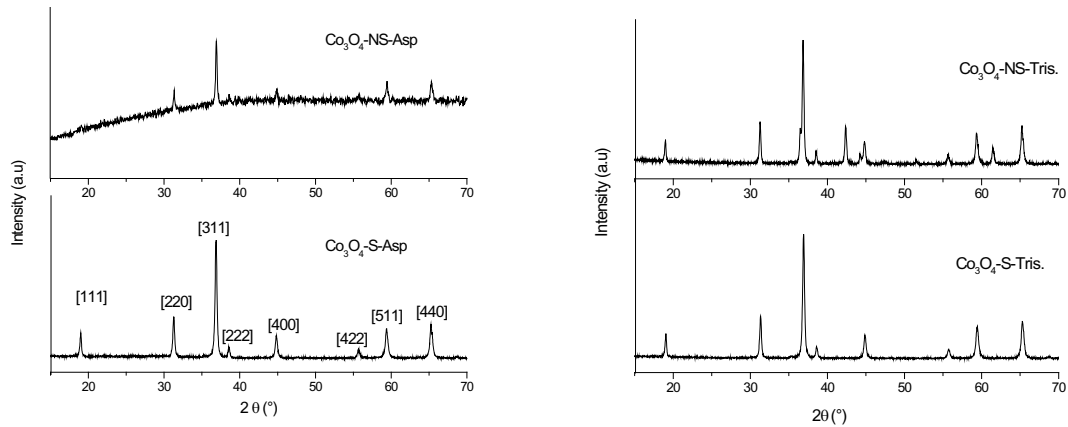 Co3O4-NS-Asp
20 30 40 50 60 70
Intensity (a.u)
[311]
Co3O4-S-Asp
[111]
[220]
[222]
[400]
[422]
[511]
[440]
20 30 40 50 60 70
2 θ (°)
Co3O4-NS-Tris.
20 30 40 50 60 70
Intensity (a.u)
Co3O4-S-Tris.
20 30 40 50 60 70
2θ (°)